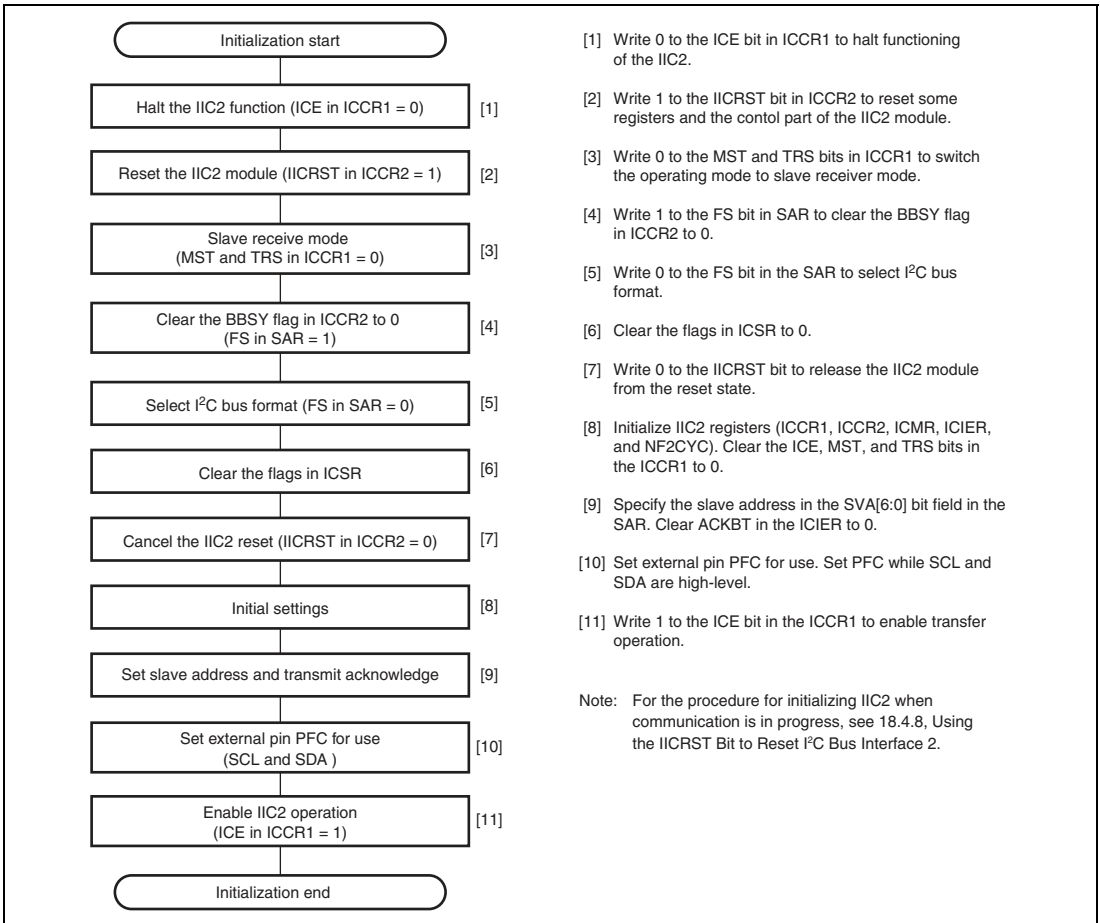 Initialization start
Halt the IIC2 function (ICE in ICCR1 = 0)
[1]
Reset the IIC2 module (IICRST in ICCR2 = 1)
[2]
Slave receive mode
(MST and TRS in ICCR1 = 0)
[3]
Clear the BBSY flag in ICCR2 to 0
(FS in SAR = 1)
[4]
Select I²C bus format (FS in SAR = 0)
[5]
Clear the flags in ICSR
[6]
Cancel the IIC2 reset (IICRST in ICCR2 = 0)
[7]
Initial settings
[8]
Set slave address and transmit acknowledge
[9]
Set external pin PFC for use
(SCL and SDA )
[10]
Enable IIC2 operation
(ICE in ICCR1 = 1)
[11]
Initialization end
[1] Write 0 to the ICE bit in ICCR1 to halt functioning
of the IIC2.
[2] Write 1 to the IICRST bit in ICCR2 to reset some
registers and the contol part of the IIC2 module.
[3] Write 0 to the MST and TRS bits in ICCR1 to switch
the operating mode to slave receiver mode.
[4] Write 1 to the FS bit in SAR to clear the BBSY flag
in ICCR2 to 0.
[5] Write 0 to the FS bit in the SAR to select I²C bus
format.
[6] Clear the flags in ICSR to 0.
[7] Write 0 to the IICRST bit to release the IIC2 module
from the reset state.
[8] Initialize IIC2 registers (ICCR1, ICCR2, ICMR, ICIER,
and NF2CYC). Clear the ICE, MST, and TRS bits in
the ICCR1 to 0.
[9] Specify the slave address in the SVA[6:0] bit field in the
SAR. Clear ACKBT in the ICIER to 0.
[10] Set external pin PFC for use. Set PFC while SCL and
SDA are high-level.
[11] Write 1 to the ICE bit in the ICCR1 to enable transfer
operation.
Note: For the procedure for initializing IIC2 when
communication is in progress, see 18.4.8, Using
the IICRST Bit to Reset I²C Bus Interface 2.